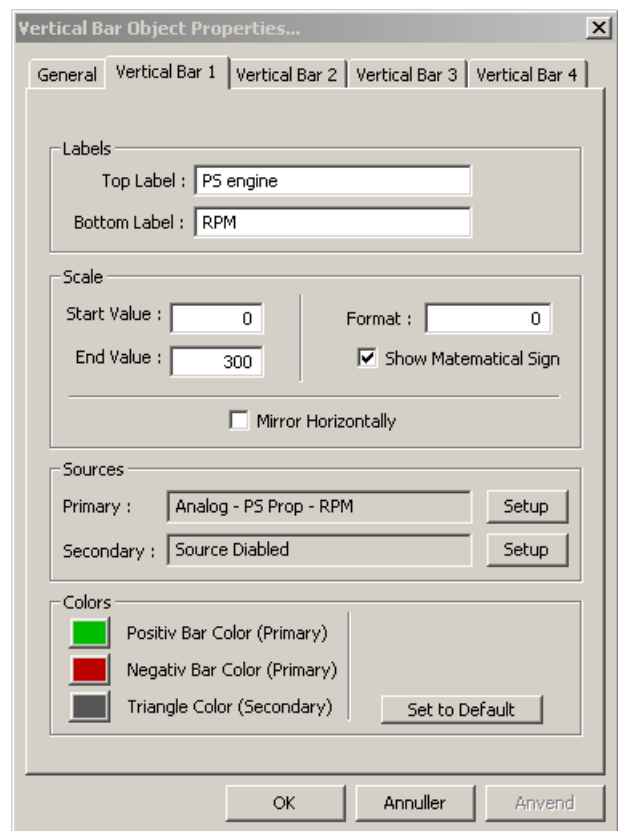 Vertical Bar Object Properties...
General Vertical Bar 1 Vertical Bar 2 Vertical Bar 3 Vertical Bar 4
Labels
Top Label : PS engine
Bottom Label : RPM
Scale
Start Value : 0 Format : 0
End Value : 300 Show Matematical Sign
Mirror Horizontally
Sources
Primary : Analog - PS Prop - RPM Setup
Secondary : Source Diabled Setup
Colors
Positiv Bar Color (Primary)
Negativ Bar Color (Primary)
Triangle Color (Secondary) Set to Default
OK Annuller Anvend